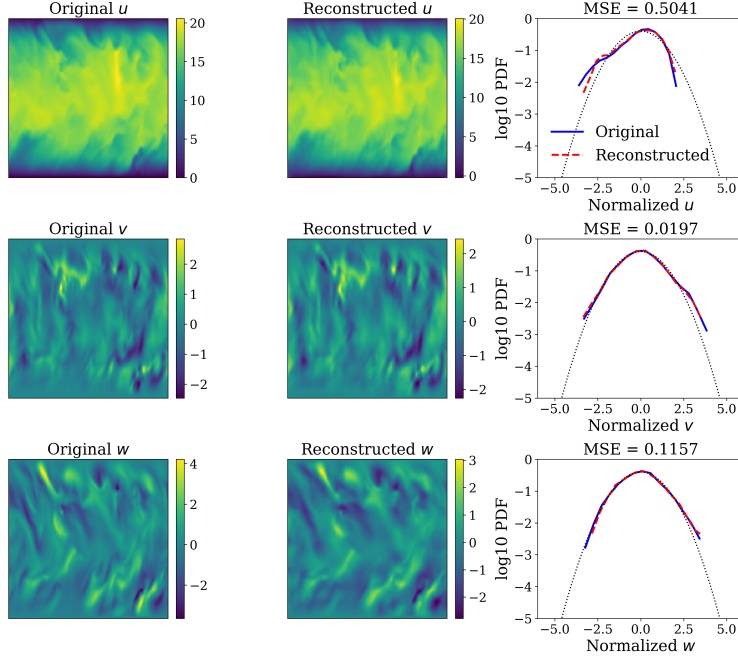 Original u
20
15
10
5
0
Reconstructed u
20
15
10
5
0
MSE = 0.5041
log10 PDF
0
−1
−2
−3
−4
−5
Original
Reconstructed
−5.0 −2.5 0.0 2.5 5.0
Normalized u
Original v
2
1
0
−1
−2
Reconstructed v
2
1
0
−1
−2
MSE = 0.0197
log10 PDF
0
−1
−2
−3
−4
−5
−5.0 −2.5 0.0 2.5 5.0
Normalized v
Original w
4
2
0
−2
Reconstructed w
3
2
1
0
−1
−2
MSE = 0.1157
log10 PDF
0
−1
−2
−3
−4
−5
−5.0 −2.5 0.0 2.5 5.0
Normalized w